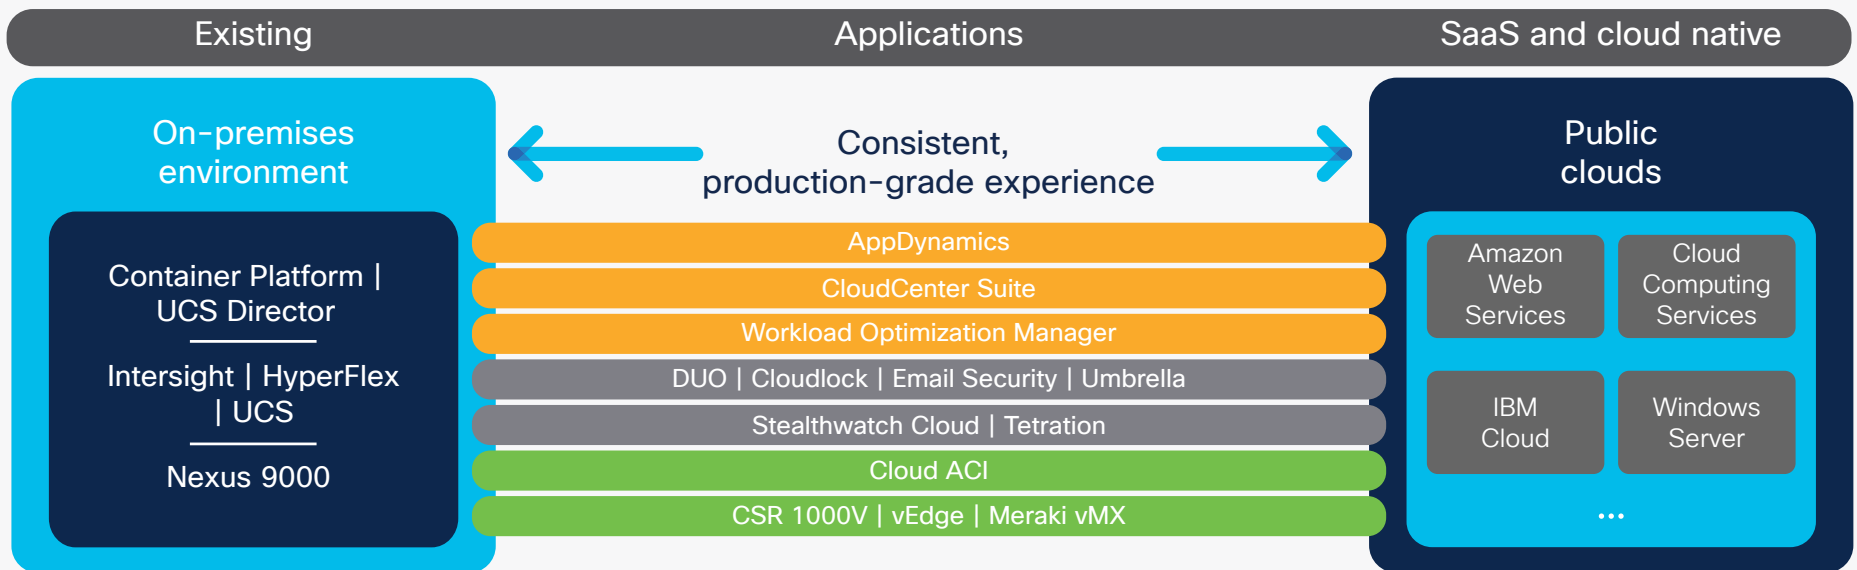 Existing
Applications
SaaS and cloud native
On-premises
environment
Container Platform |
UCS Director
Intersight | HyperFlex
| UCS
Nexus 9000
Consistent,
production-grade experience
AppDynamics
CloudCenter Suite
Workload Optimization Manager
DUO | Cloudlock | Email Security | Umbrella
Stealthwatch Cloud | Tetration
Cloud ACI
CSR 1000V | vEdge | Meraki vMX
Public
clouds
Amazon
Web
Services
Cloud
Computing
Services
IBM
Cloud
Windows
Server
...